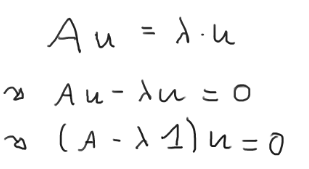 Au = λ·u
⇝ Au - λu = 0
⇝ (A - λ1)u = 0